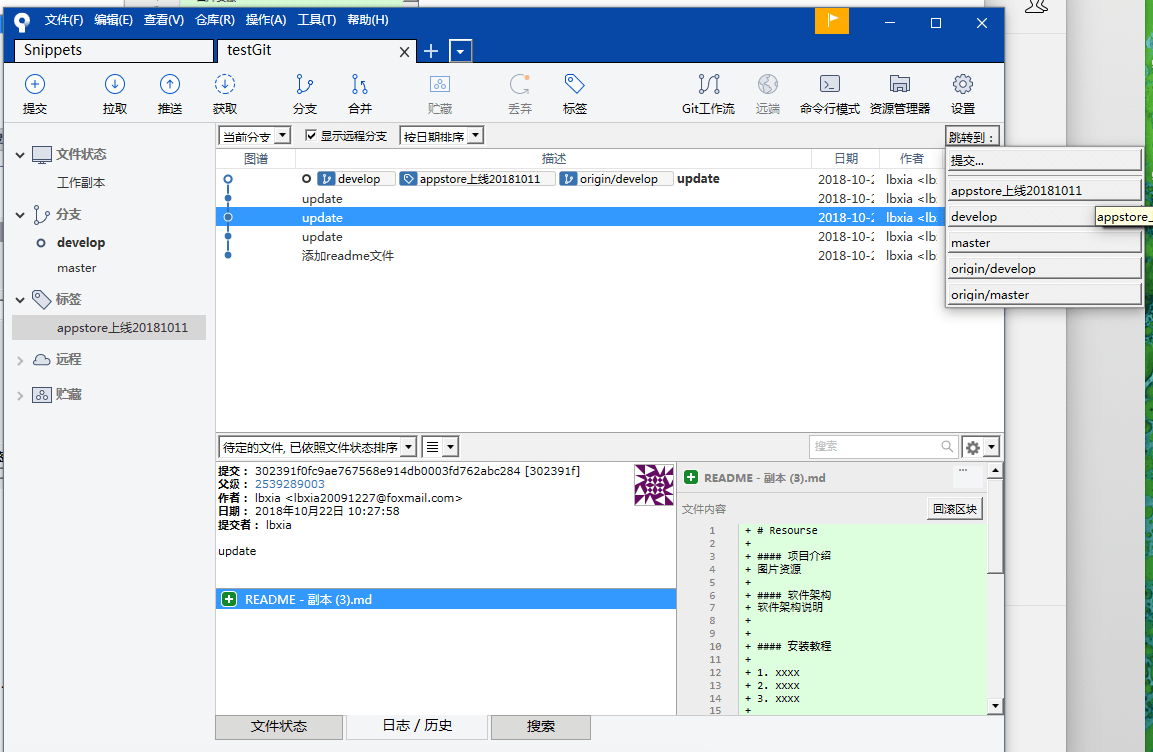 文件(F) 编辑(E) 查看(V) 仓库(R) 操作(A) 工具(T) 帮助(H)
Snippets testGit
提交 拉取 推送 获取 分支 合并 贮藏 丢弃 标签 Git工作流 远端 命令行模式 资源管理器 设置
文件状态
工作副本
分支
develop
master
标签
appstore上线20181011
远程
贮藏
当前分支 显示远程分支 按日期排序 跳转到：
图谱 描述 日期 作者
develop appstore上线20181011 origin/develop update 2018-10-2 lbxia <lb
update 2018-10-2 lbxia <lb
update 2018-10-2 lbxia <lb
update 2018-10-2 lbxia <lb
添加readme文件 2018-10-2 lbxia <lb
提交...
appstore上线20181011
develop appstore_
master
origin/develop
origin/master
待定的文件, 已依照文件状态排序 搜索
提交： 302391f0fc9ae767568e914db0003fd762abc284 [302391f]
父级： 2539289003
作者： lbxia <lbxia20091227@foxmail.com>
日期： 2018年10月22日 10:27:58
提交者： lbxia
update
README - 副本 (3).md
README - 副本 (3).md ...
文件内容 回滚区块
1 + # Resourse
2 +
3 + #### 项目介绍
4 + 图片资源
5 +
6 + #### 软件架构
7 + 软件架构说明
8 +
9 +
10 + #### 安装教程
11 +
12 + 1. xxxx
13 + 2. xxxx
14 + 3. xxxx
15 +
文件状态 日志 / 历史 搜索